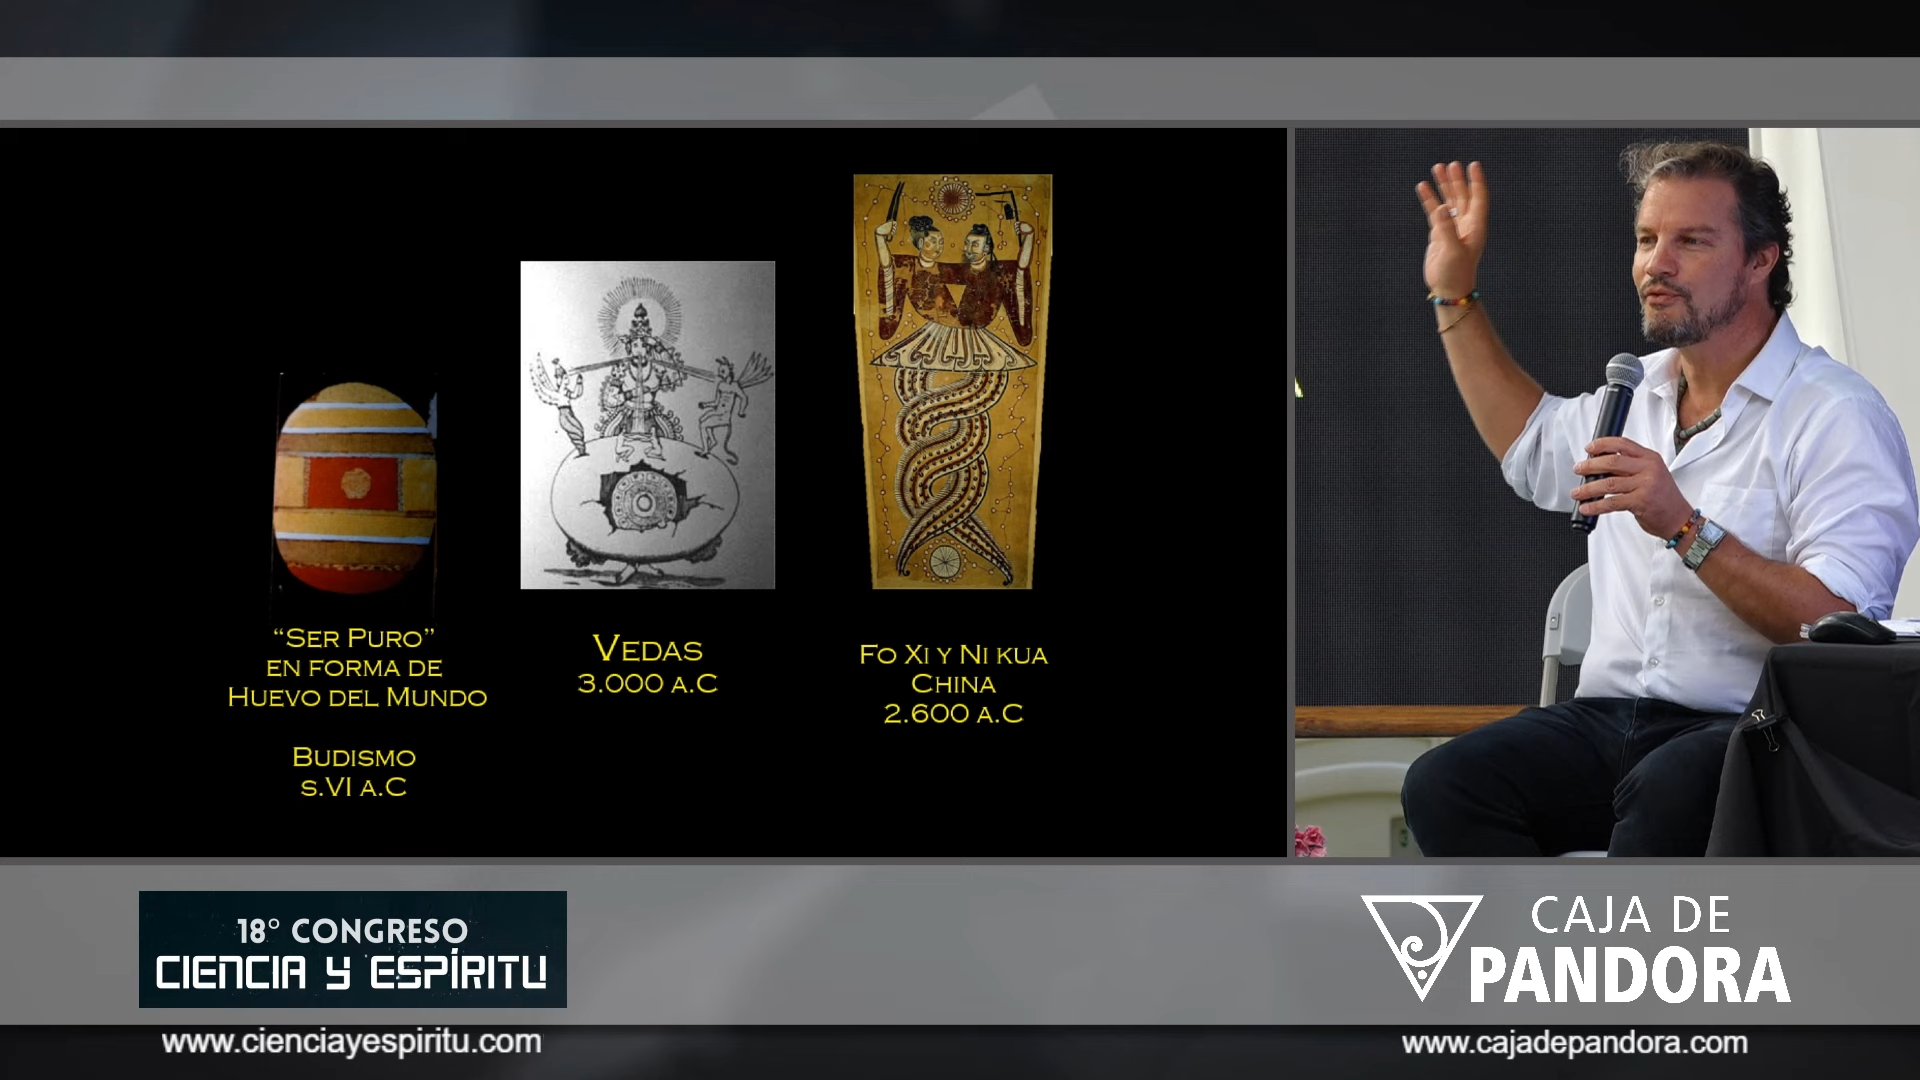 “Ser Puro”
en forma de
Huevo del Mundo
Budismo
s.VI a.C
Vedas
3.000 a.C
Fo Xi y Ni kua
China
2.600 a.C
18° CONGRESO
CIENCIA Y ESPÍRITU
www.cienciayespiritu.com
CAJA DE
PANDORA
www.cajadepandora.com